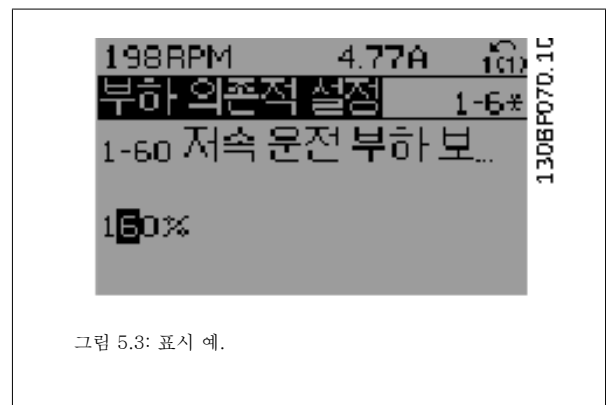 198RPM 4.77A 1(1)
부하 의존적 설정 1-6*
1-60 저속 운전 부하 보...
160%
130BP070.10
그림 5.3: 표시 예.